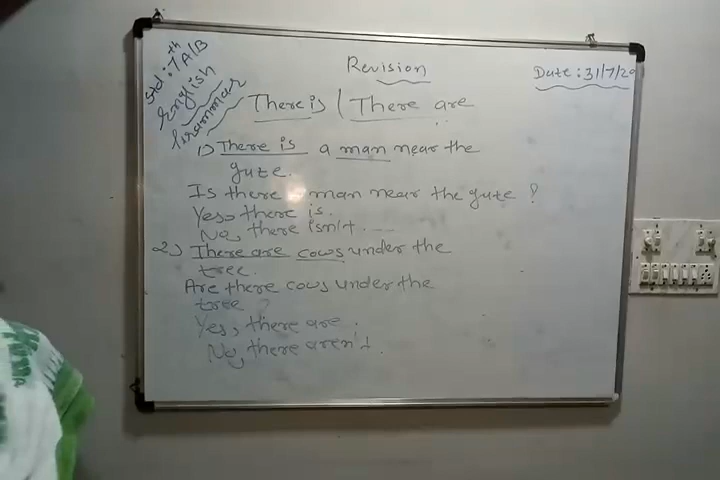 Std: 7th A/B
English
Grammar
Revision
Date: 31/7/20
There is / There are
1) There is a man near the
gate.
Is there a man near the gate ?
Yes, there is.
No, there isn't.....
2) There are cows under the
tree.
Are there cows under the
tree ?
Yes, there are.
No, there aren't.